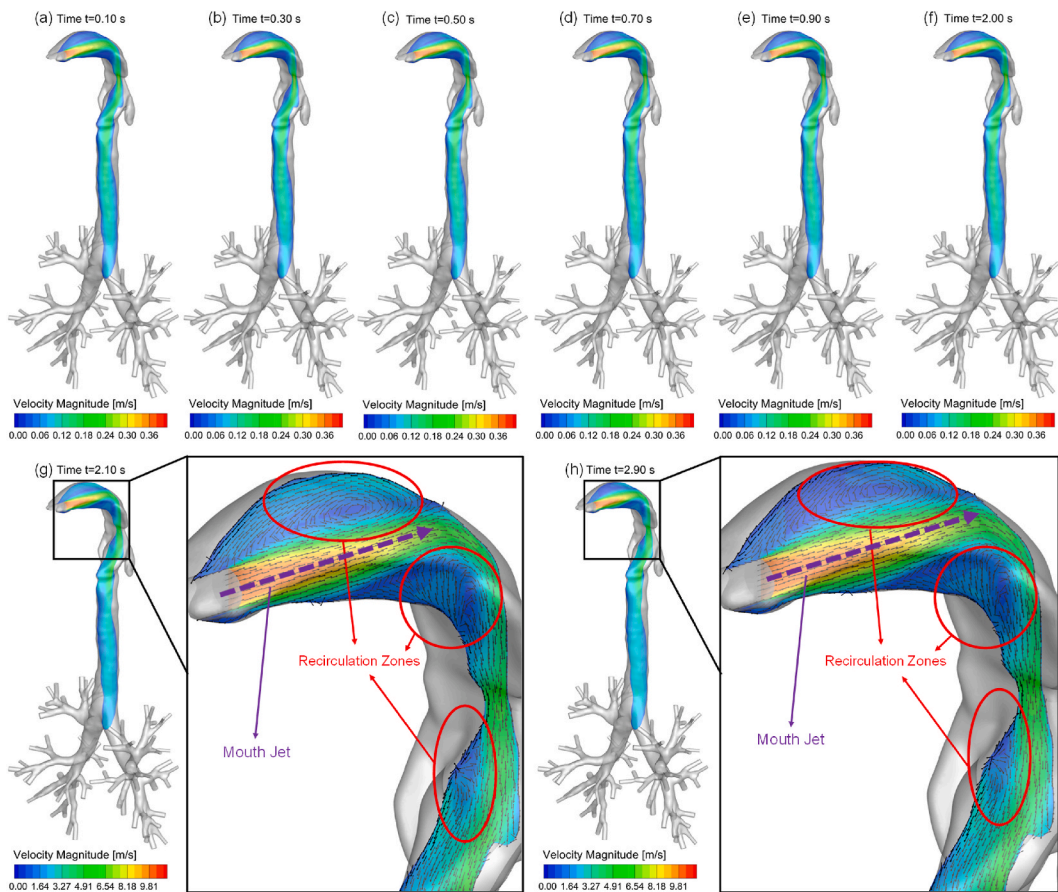 (a) Time t=0.10 s
(b) Time t=0.30 s
(c) Time t=0.50 s
(d) Time t=0.70 s
(e) Time t=0.90 s
(f) Time t=2.00 s
Velocity Magnitude [m/s]
0.00 0.06 0.12 0.18 0.24 0.30 0.36
Velocity Magnitude [m/s]
0.00 0.06 0.12 0.18 0.24 0.30 0.36
Velocity Magnitude [m/s]
0.00 0.06 0.12 0.18 0.24 0.30 0.36
Velocity Magnitude [m/s]
0.00 0.06 0.12 0.18 0.24 0.30 0.36
Velocity Magnitude [m/s]
0.00 0.06 0.12 0.18 0.24 0.30 0.36
Velocity Magnitude [m/s]
0.00 0.06 0.12 0.18 0.24 0.30 0.36
(g) Time t=2.10 s
Recirculation Zones
Mouth Jet
Velocity Magnitude [m/s]
0.00 1.64 3.27 4.91 6.54 8.18 9.81
(h) Time t=2.90 s
Recirculation Zones
Mouth Jet
Velocity Magnitude [m/s]
0.00 1.64 3.27 4.91 6.54 8.18 9.81